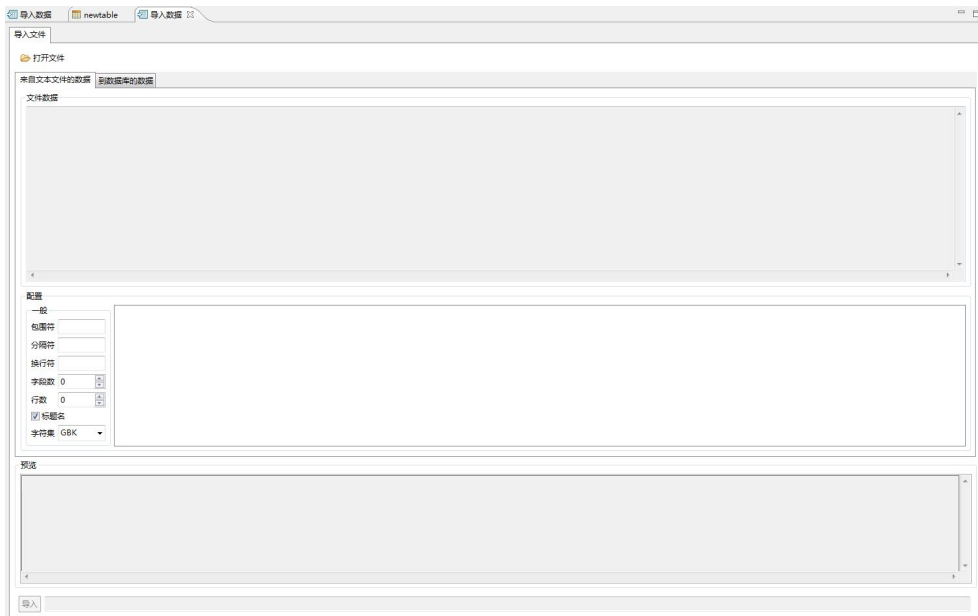 导入数据 newtable 导入数据
导入文件
打开文件
来自文本文件的数据 到数据库的数据
文件数据
配置
一般
包围符
分隔符
换行符
字段数 0
行数 0
标题名
字符集 GBK
预览
导入